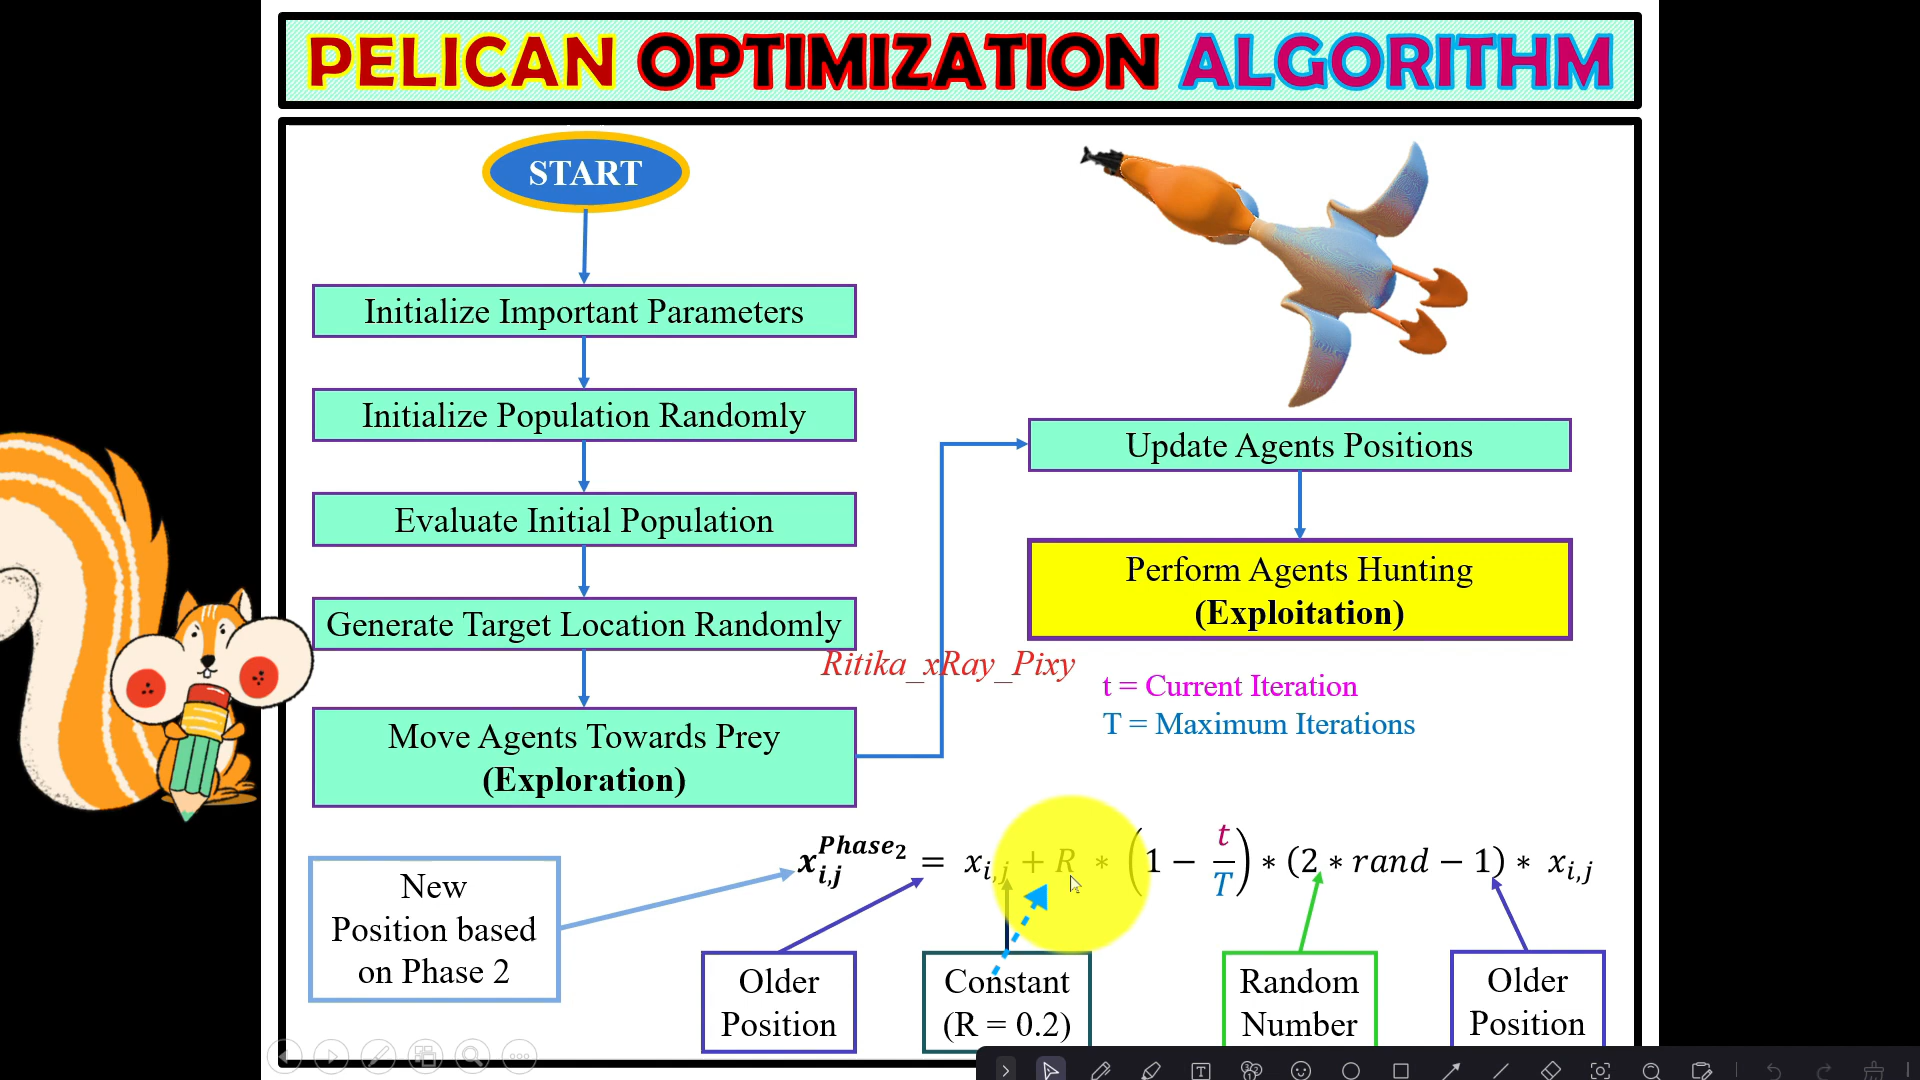 PELICAN OPTIMIZATION ALGORITHM
START
Initialize Important Parameters
Initialize Population Randomly
Evaluate Initial Population
Generate Target Location Randomly
Move Agents Towards Prey
(Exploration)
Update Agents Positions
Perform Agents Hunting
(Exploitation)
Ritika_xRay_Pixy
t = Current Iteration
T = Maximum Iterations
x_{i,j}^{Phase_2} = x_{i,j} + R * (1 − t/T) * (2 * rand − 1) * x_{i,j}
New
Position based
on Phase 2
Older
Position
Constant
(R = 0.2)
Random
Number
Older
Position